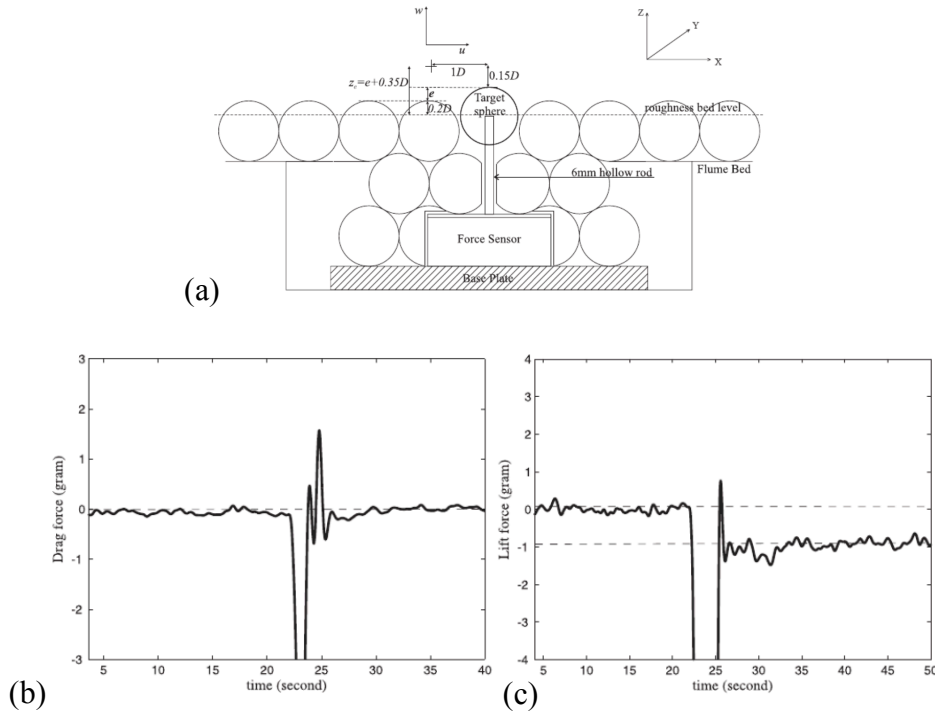 w
u
Z
Y
X
1D
0.15D
z_c=e+0.35D
e
0.2D
Target
sphere
roughness bed level
Flume Bed
6mm hollow rod
Force Sensor
Base Plate
(a)
3
2
1
0
-1
-2
-3
Drag force (gram)
5 10 15 20 25 30 35 40
time (second)
(b)
4
3
2
1
0
-1
-2
-3
-4
Lift force (gram)
5 10 15 20 25 30 35 40 45 50
time (second)
(c)